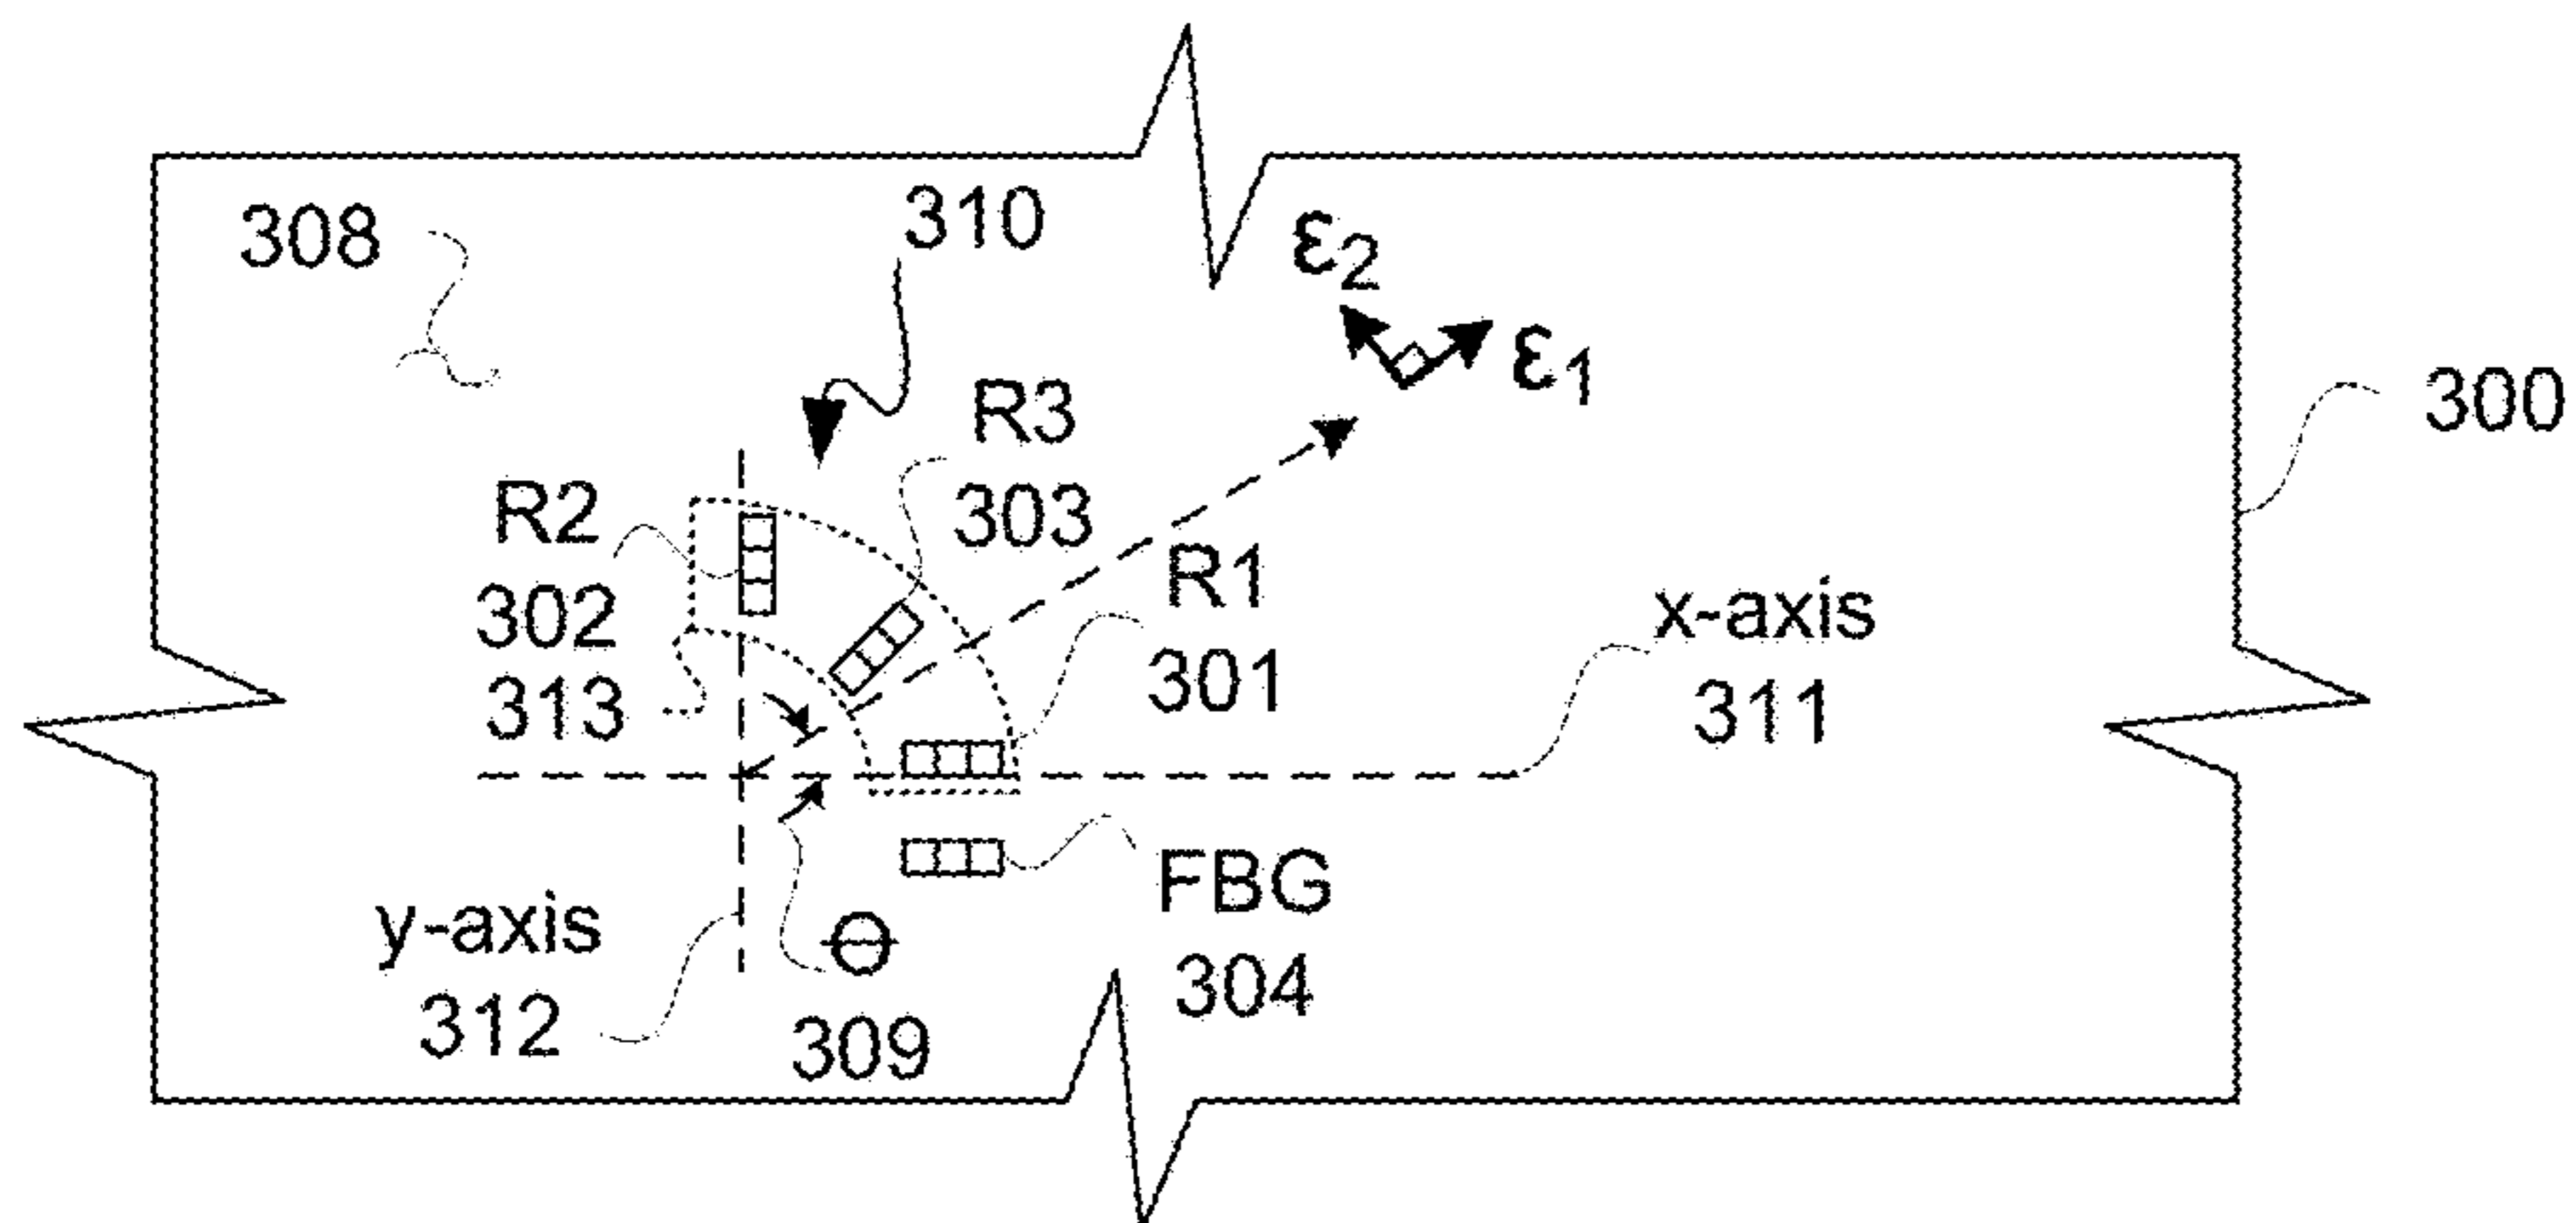 308
310
ε2
ε1
300
R3
303
R2
302
313
R1
301
x-axis
311
FBG
304
y-axis
312
Θ
309